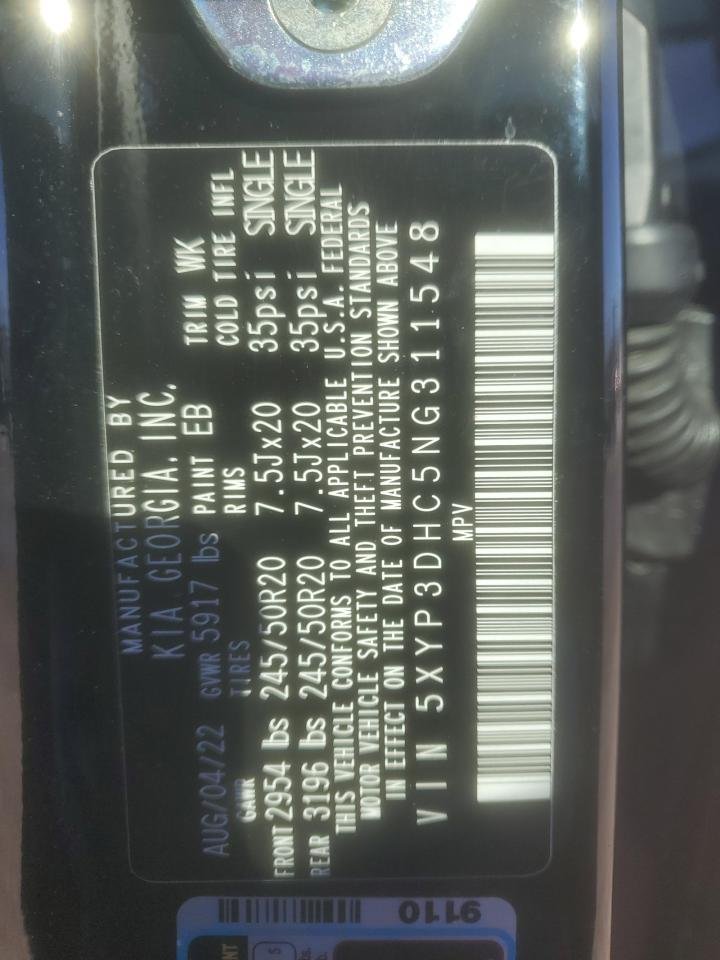 MANUFACTURED BY
KIA GEORGIA, INC.
AUG/04/22 GVWR 5917 lbs PAINT EB TRIM WK
GAWR TIRES RIMS COLD TIRE INFL
FRONT 2954 lbs 245/50R20 7.5Jx20 35psi SINGLE
REAR 3196 lbs 245/50R20 7.5Jx20 35psi SINGLE
THIS VEHICLE CONFORMS TO ALL APPLICABLE U.S.A. FEDERAL
MOTOR VEHICLE SAFETY AND THEFT PREVENTION STANDARDS
IN EFFECT ON THE DATE OF MANUFACTURE SHOWN ABOVE
VIN 5XYP3DHC5NG311548
MPV
9110